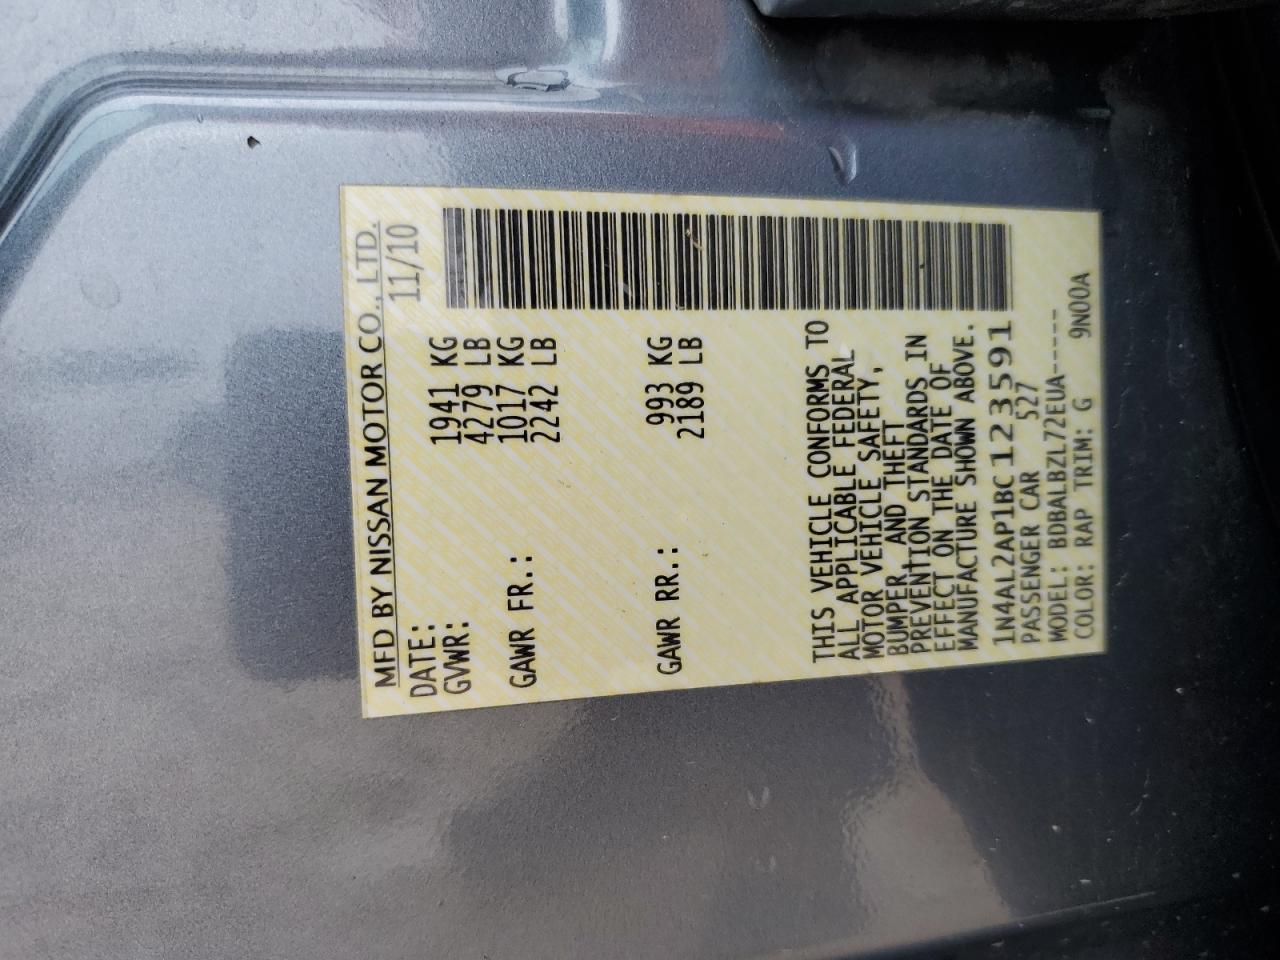 MFD BY NISSAN MOTOR CO., LTD.
DATE: 11/10
GVWR: 1941 KG
4279 LB
GAWR FR.: 1017 KG
2242 LB
GAWR RR.: 993 KG
2189 LB
THIS VEHICLE CONFORMS TO
ALL APPLICABLE FEDERAL
MOTOR VEHICLE SAFETY,
BUMPER AND THEFT
PREVENTION STANDARDS IN
EFFECT ON THE DATE OF
MANUFACTURE SHOWN ABOVE.
1N4AL2AP1BC123591
PASSENGER CAR 527
MODEL: BDBALBZL72EUA-----
COLOR: RAP TRIM: G 9N00A